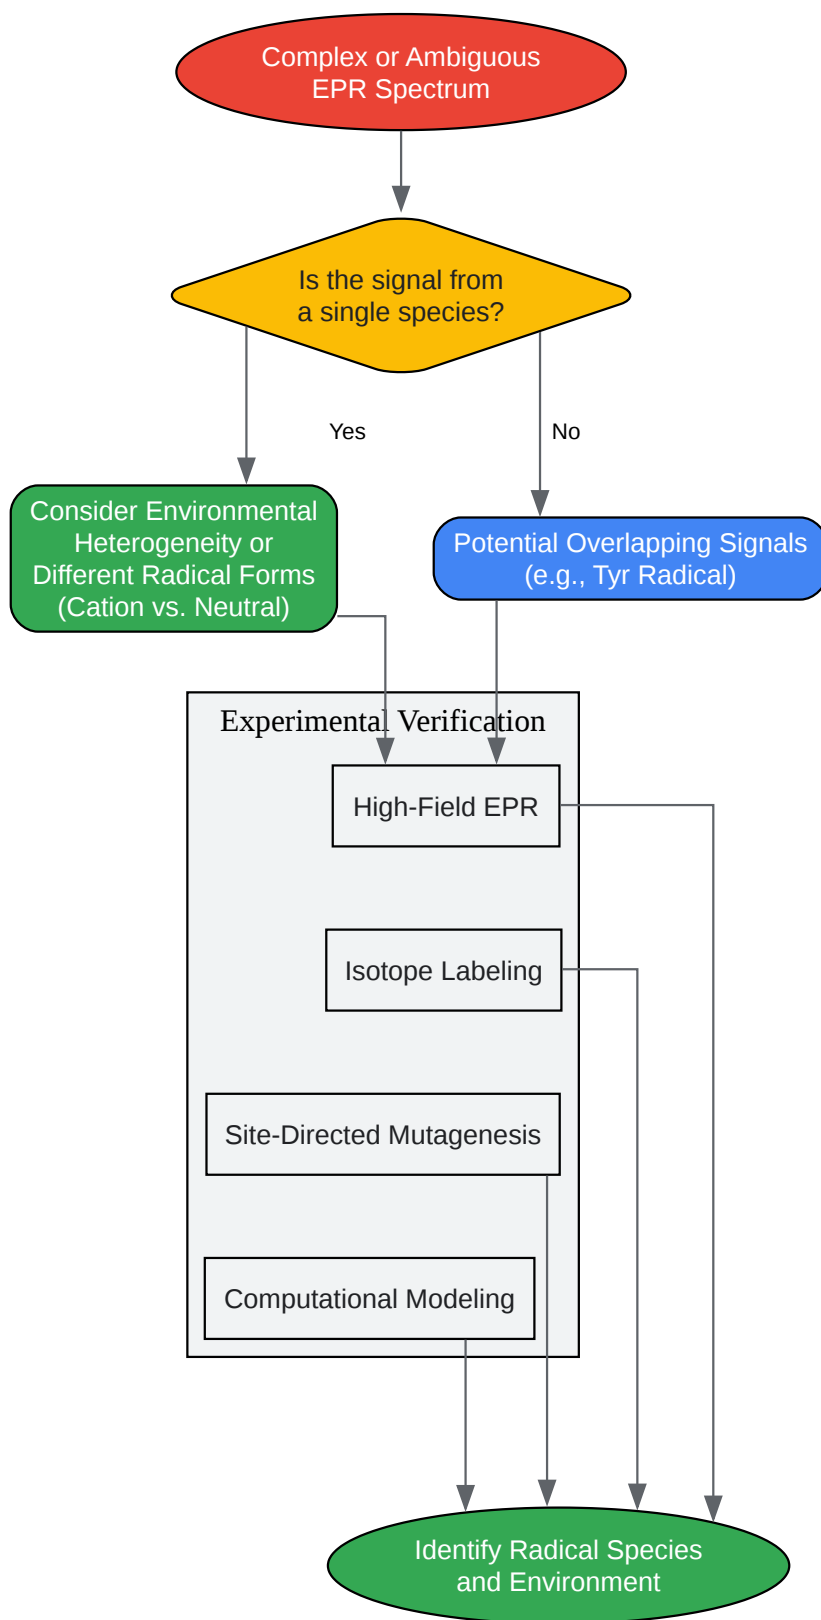 Complex or Ambiguous
EPR Spectrum
Is the signal from
a single species?
Yes
No
Consider Environmental
Heterogeneity or
Different Radical Forms
(Cation vs. Neutral)
Potential Overlapping Signals
(e.g., Tyr Radical)
Experimental Verification
High-Field EPR
Isotope Labeling
Site-Directed Mutagenesis
Computational Modeling
Identify Radical Species
and Environment